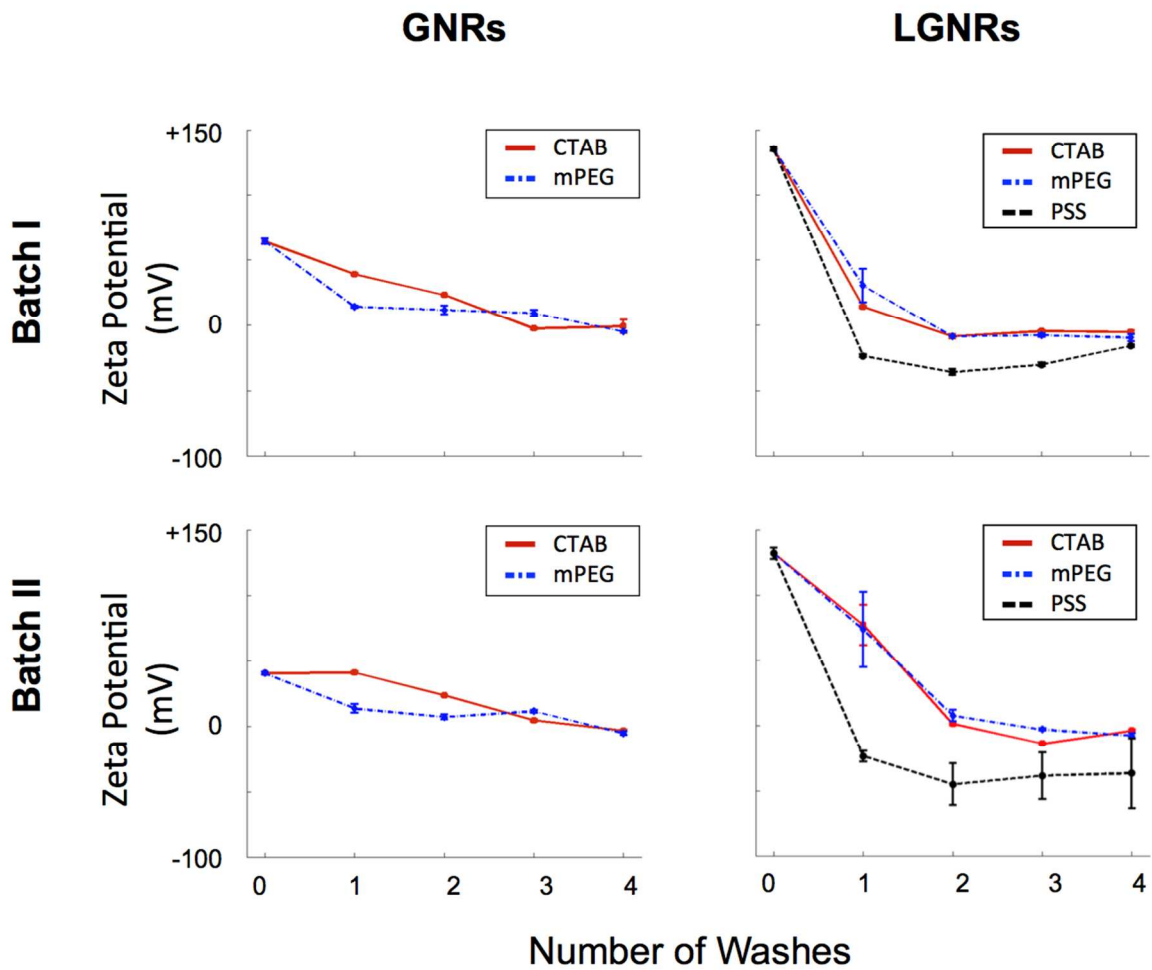 GNRs
LGNRs
Batch I
Zeta Potential
(mV)
+150
0
-100
CTAB
mPEG
CTAB
mPEG
PSS
Batch II
Zeta Potential
(mV)
+150
0
-100
CTAB
mPEG
CTAB
mPEG
PSS
0 1 2 3 4
0 1 2 3 4
Number of Washes